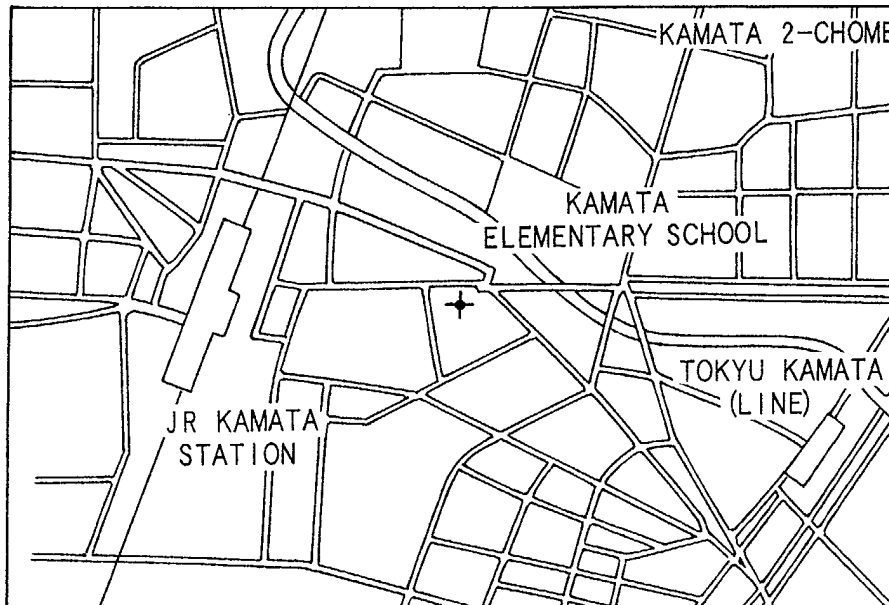 KAMATA 2-CHOME
KAMATA
ELEMENTARY SCHOOL
TOKYU KAMATA
(LINE)
JR KAMATA
STATION